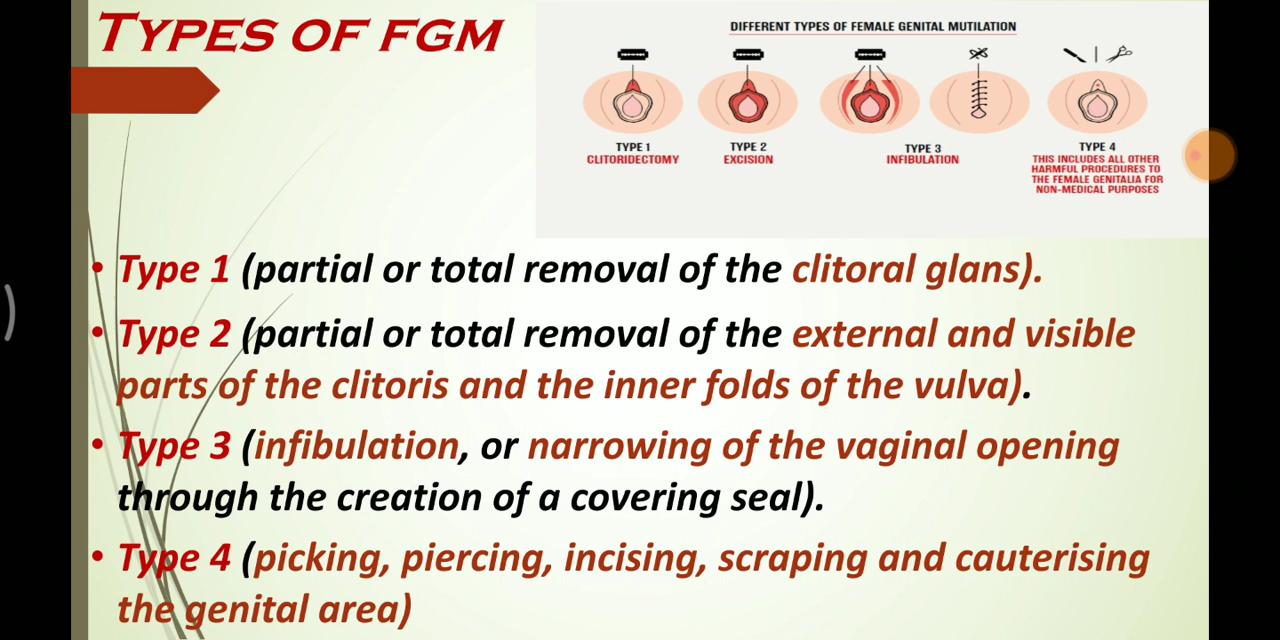 TYPES OF FGM
DIFFERENT TYPES OF FEMALE GENITAL MUTILATION
TYPE 1
CLITORIDECTOMY
TYPE 2
EXCISION
TYPE 3
INFIBULATION
TYPE 4
THIS INCLUDES ALL OTHER
HARMFUL PROCEDURES TO
THE FEMALE GENITALIA FOR
NON-MEDICAL PURPOSES
• Type 1 (partial or total removal of the clitoral glans).
• Type 2 (partial or total removal of the external and visible
parts of the clitoris and the inner folds of the vulva).
• Type 3 (infibulation, or narrowing of the vaginal opening
through the creation of a covering seal).
• Type 4 (picking, piercing, incising, scraping and cauterising
the genital area)